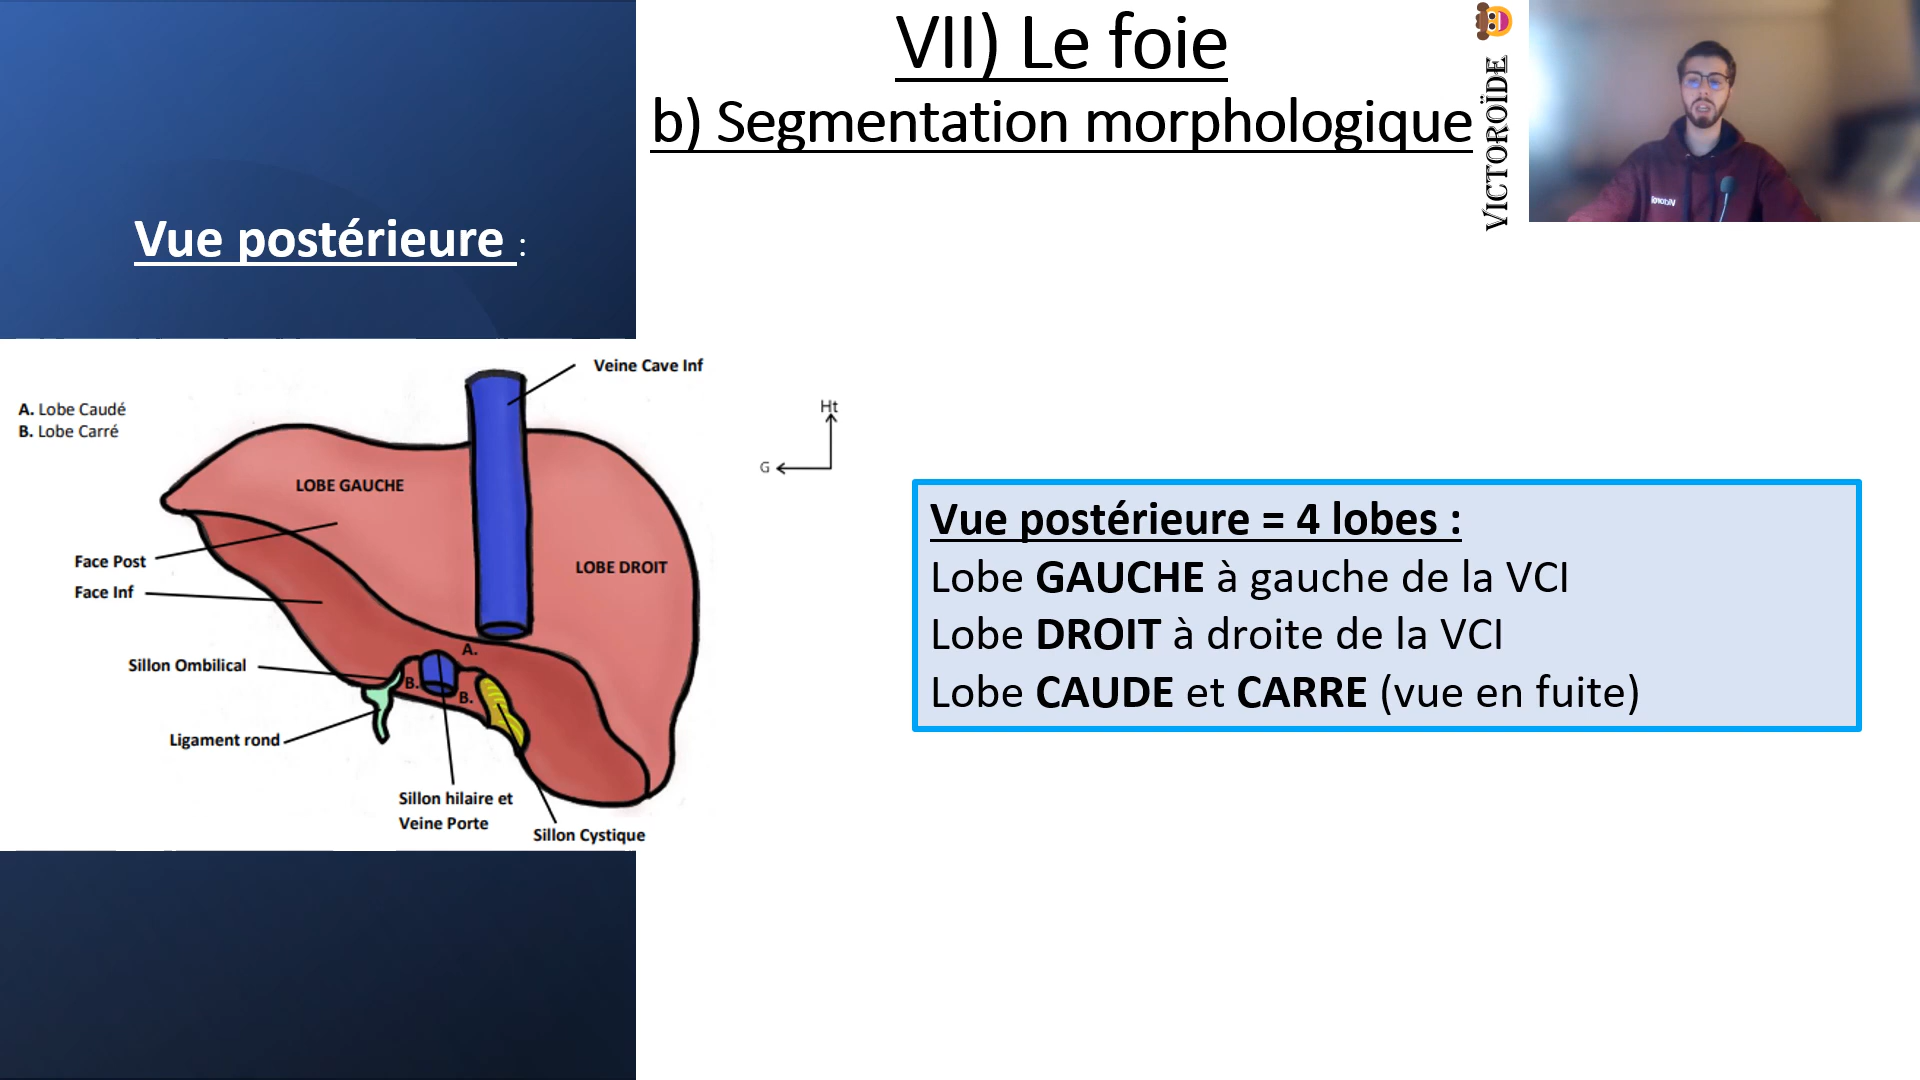 VII) Le foie
b) Segmentation morphologique
VICTOROÏDE
Vue postérieure :
Veine Cave Inf
A. Lobe Caudé
B. Lobe Carré
Ht
G
LOBE GAUCHE
LOBE DROIT
Face Post
Face Inf
Sillon Ombilical
A.
B.
B.
Ligament rond
Sillon hilaire et
Veine Porte
Sillon Cystique
Vue postérieure = 4 lobes :
Lobe GAUCHE à gauche de la VCI
Lobe DROIT à droite de la VCI
Lobe CAUDE et CARRE (vue en fuite)